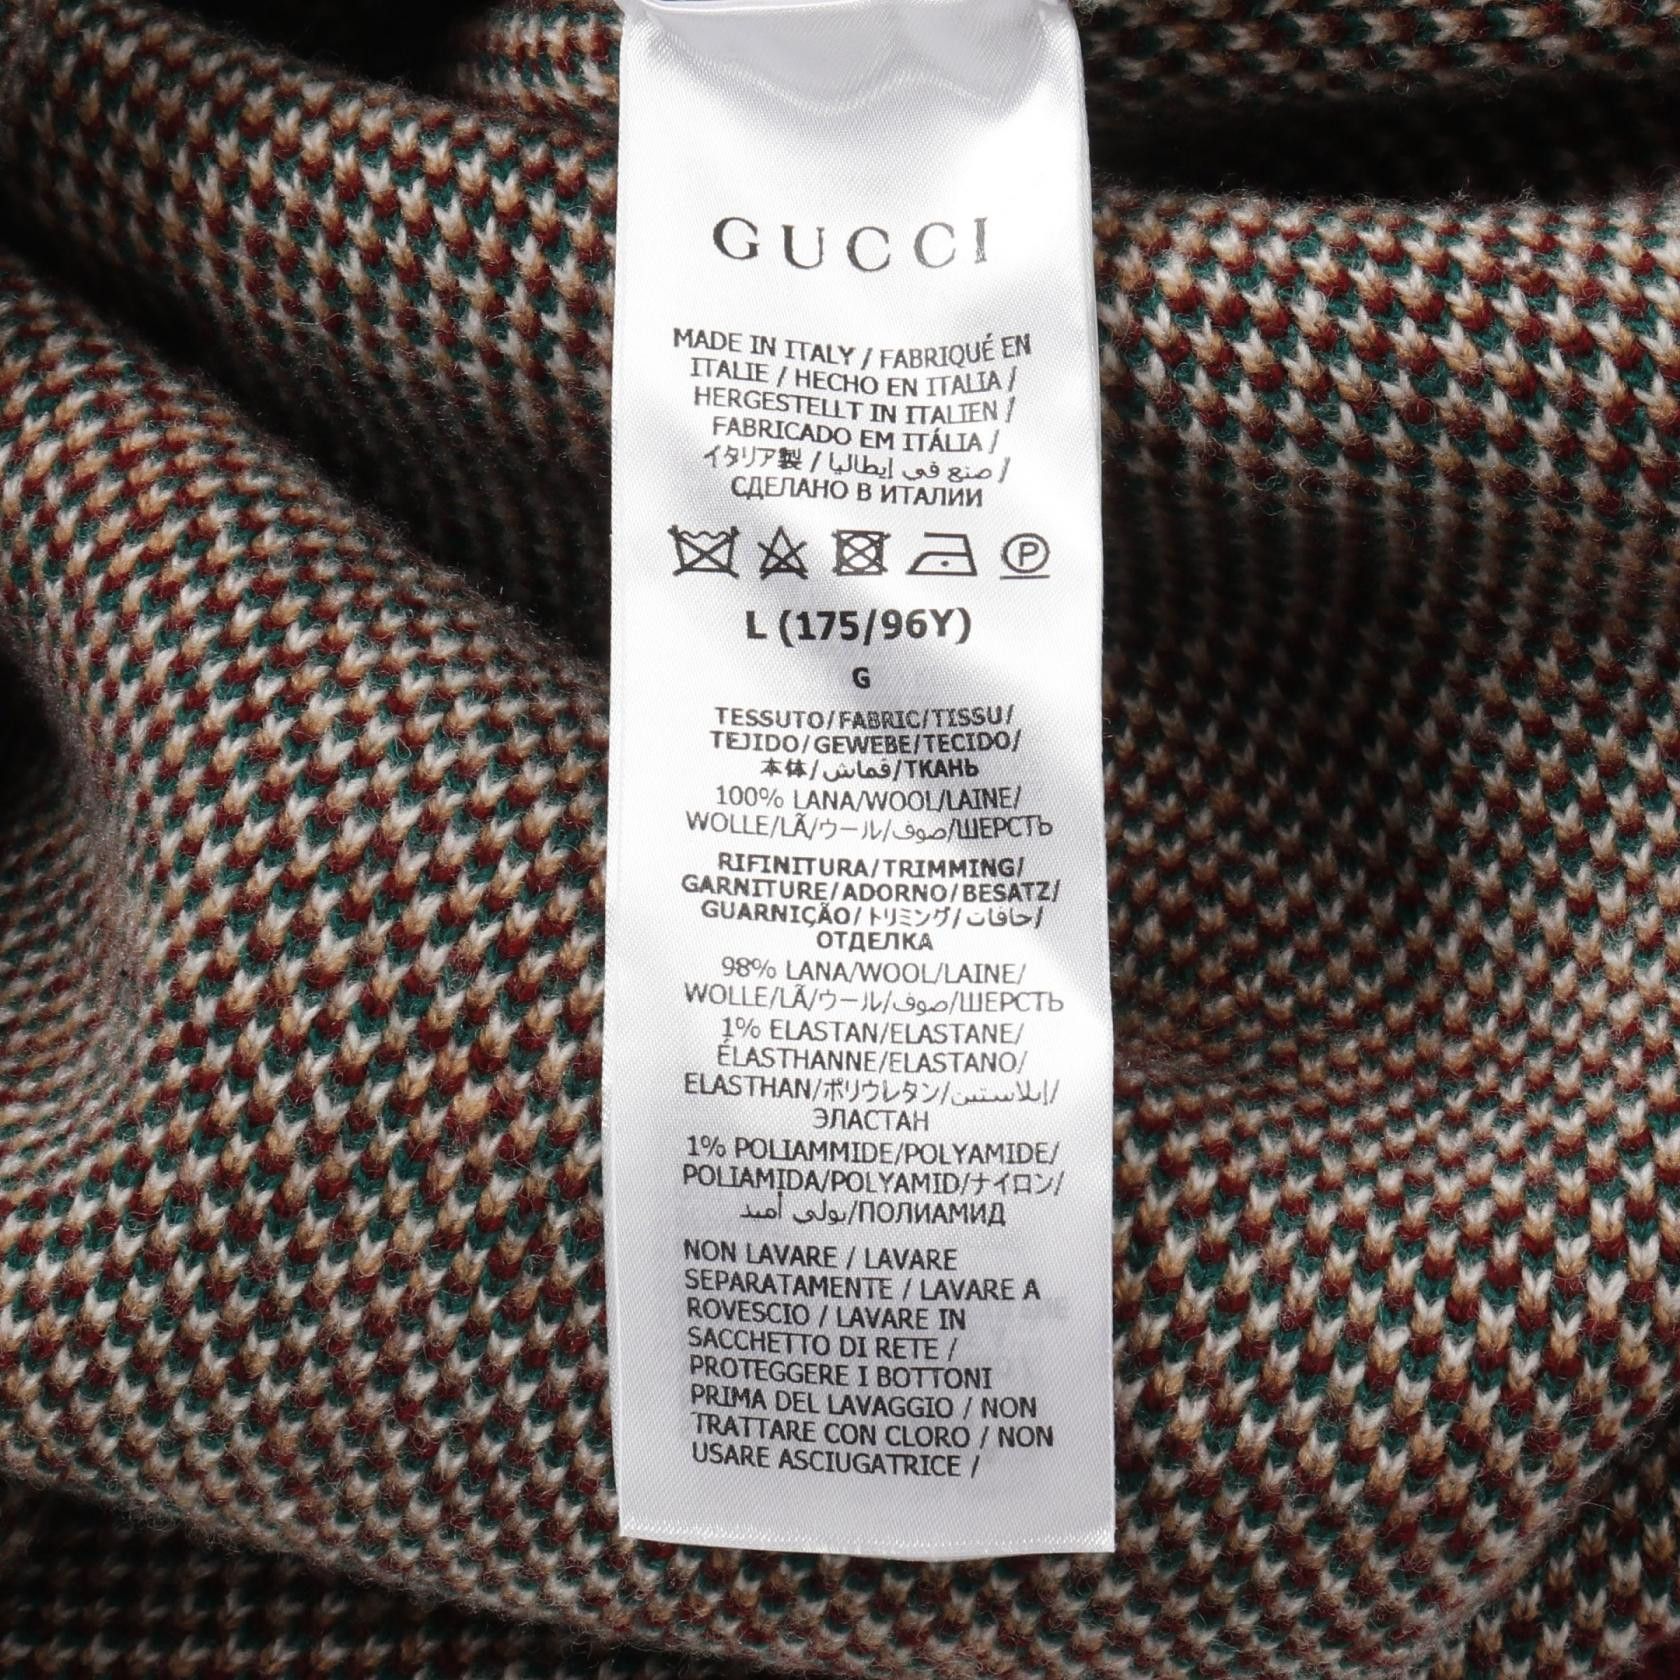 GUCCI
MADE IN ITALY / FABRIQUÉ EN
ITALIE / HECHO EN ITALIA /
HERGESTELLT IN ITALIEN /
FABRICADO EM ITÁLIA /
イタリア製 / صنع في إيطاليا /
СДЕЛАНО В ИТАЛИИ
P
L (175/96Y)
G
TESSUTO/FABRIC/TISSU/
TEJIDO/GEWEBE/TECIDO/
本体/قماش/ТКАНЬ
100% LANA/WOOL/LAINE/
WOLLE/LÃ/ウール/صوف/ШЕРСТЬ
RIFINITURA/TRIMMING/
GARNITURE/ADORNO/BESATZ/
GUARNIÇÃO/トリミング/حافات/
ОТДЕЛКА
98% LANA/WOOL/LAINE/
WOLLE/LÃ/ウール/صوف/ШЕРСТЬ
1% ELASTAN/ELASTANE/
ÉLASTHANNE/ELASTANO/
ELASTHAN/ポリウレタン/إيلاستين/
ЭЛАСТАН
1% POLIAMMIDE/POLYAMIDE/
POLIAMIDA/POLYAMID/ナイロン/
بولي أميد/ПОЛИАМИД
NON LAVARE / LAVARE
SEPARATAMENTE / LAVARE A
ROVESCIO / LAVARE IN
SACCHETTO DI RETE /
PROTEGGERE I BOTTONI
PRIMA DEL LAVAGGIO / NON
TRATTARE CON CLORO / NON
USARE ASCIUGATRICE /